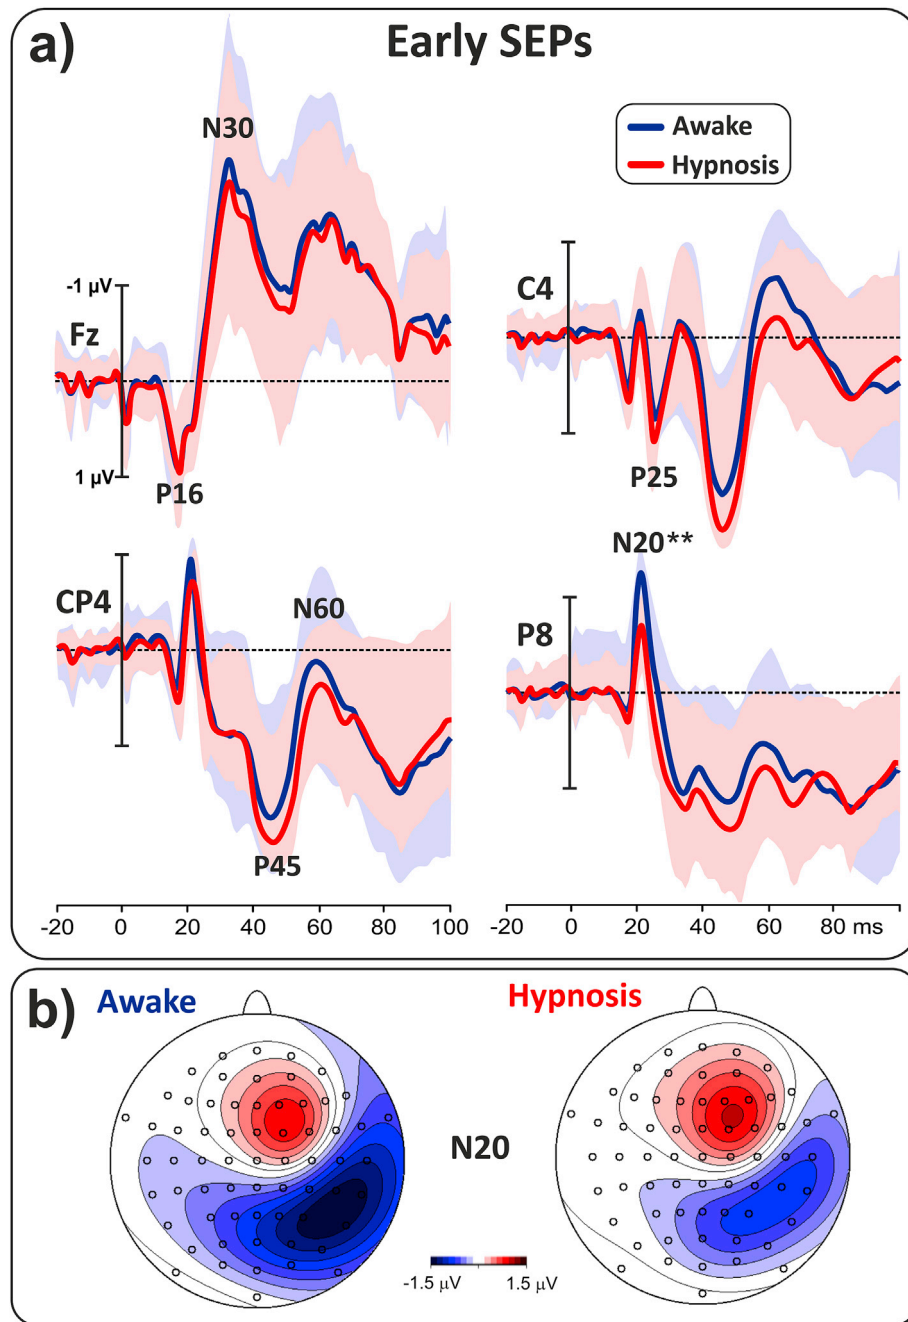 a)
Early SEPs
N30
Awake
Hypnosis
-1 µV
Fz
1 µV
P16
C4
P25
CP4
N60
P45
N20**
P8
-20 0 20 40 60 80 100
-20 0 20 40 60 80 ms
b)
Awake
Hypnosis
N20
-1.5 µV 1.5 µV